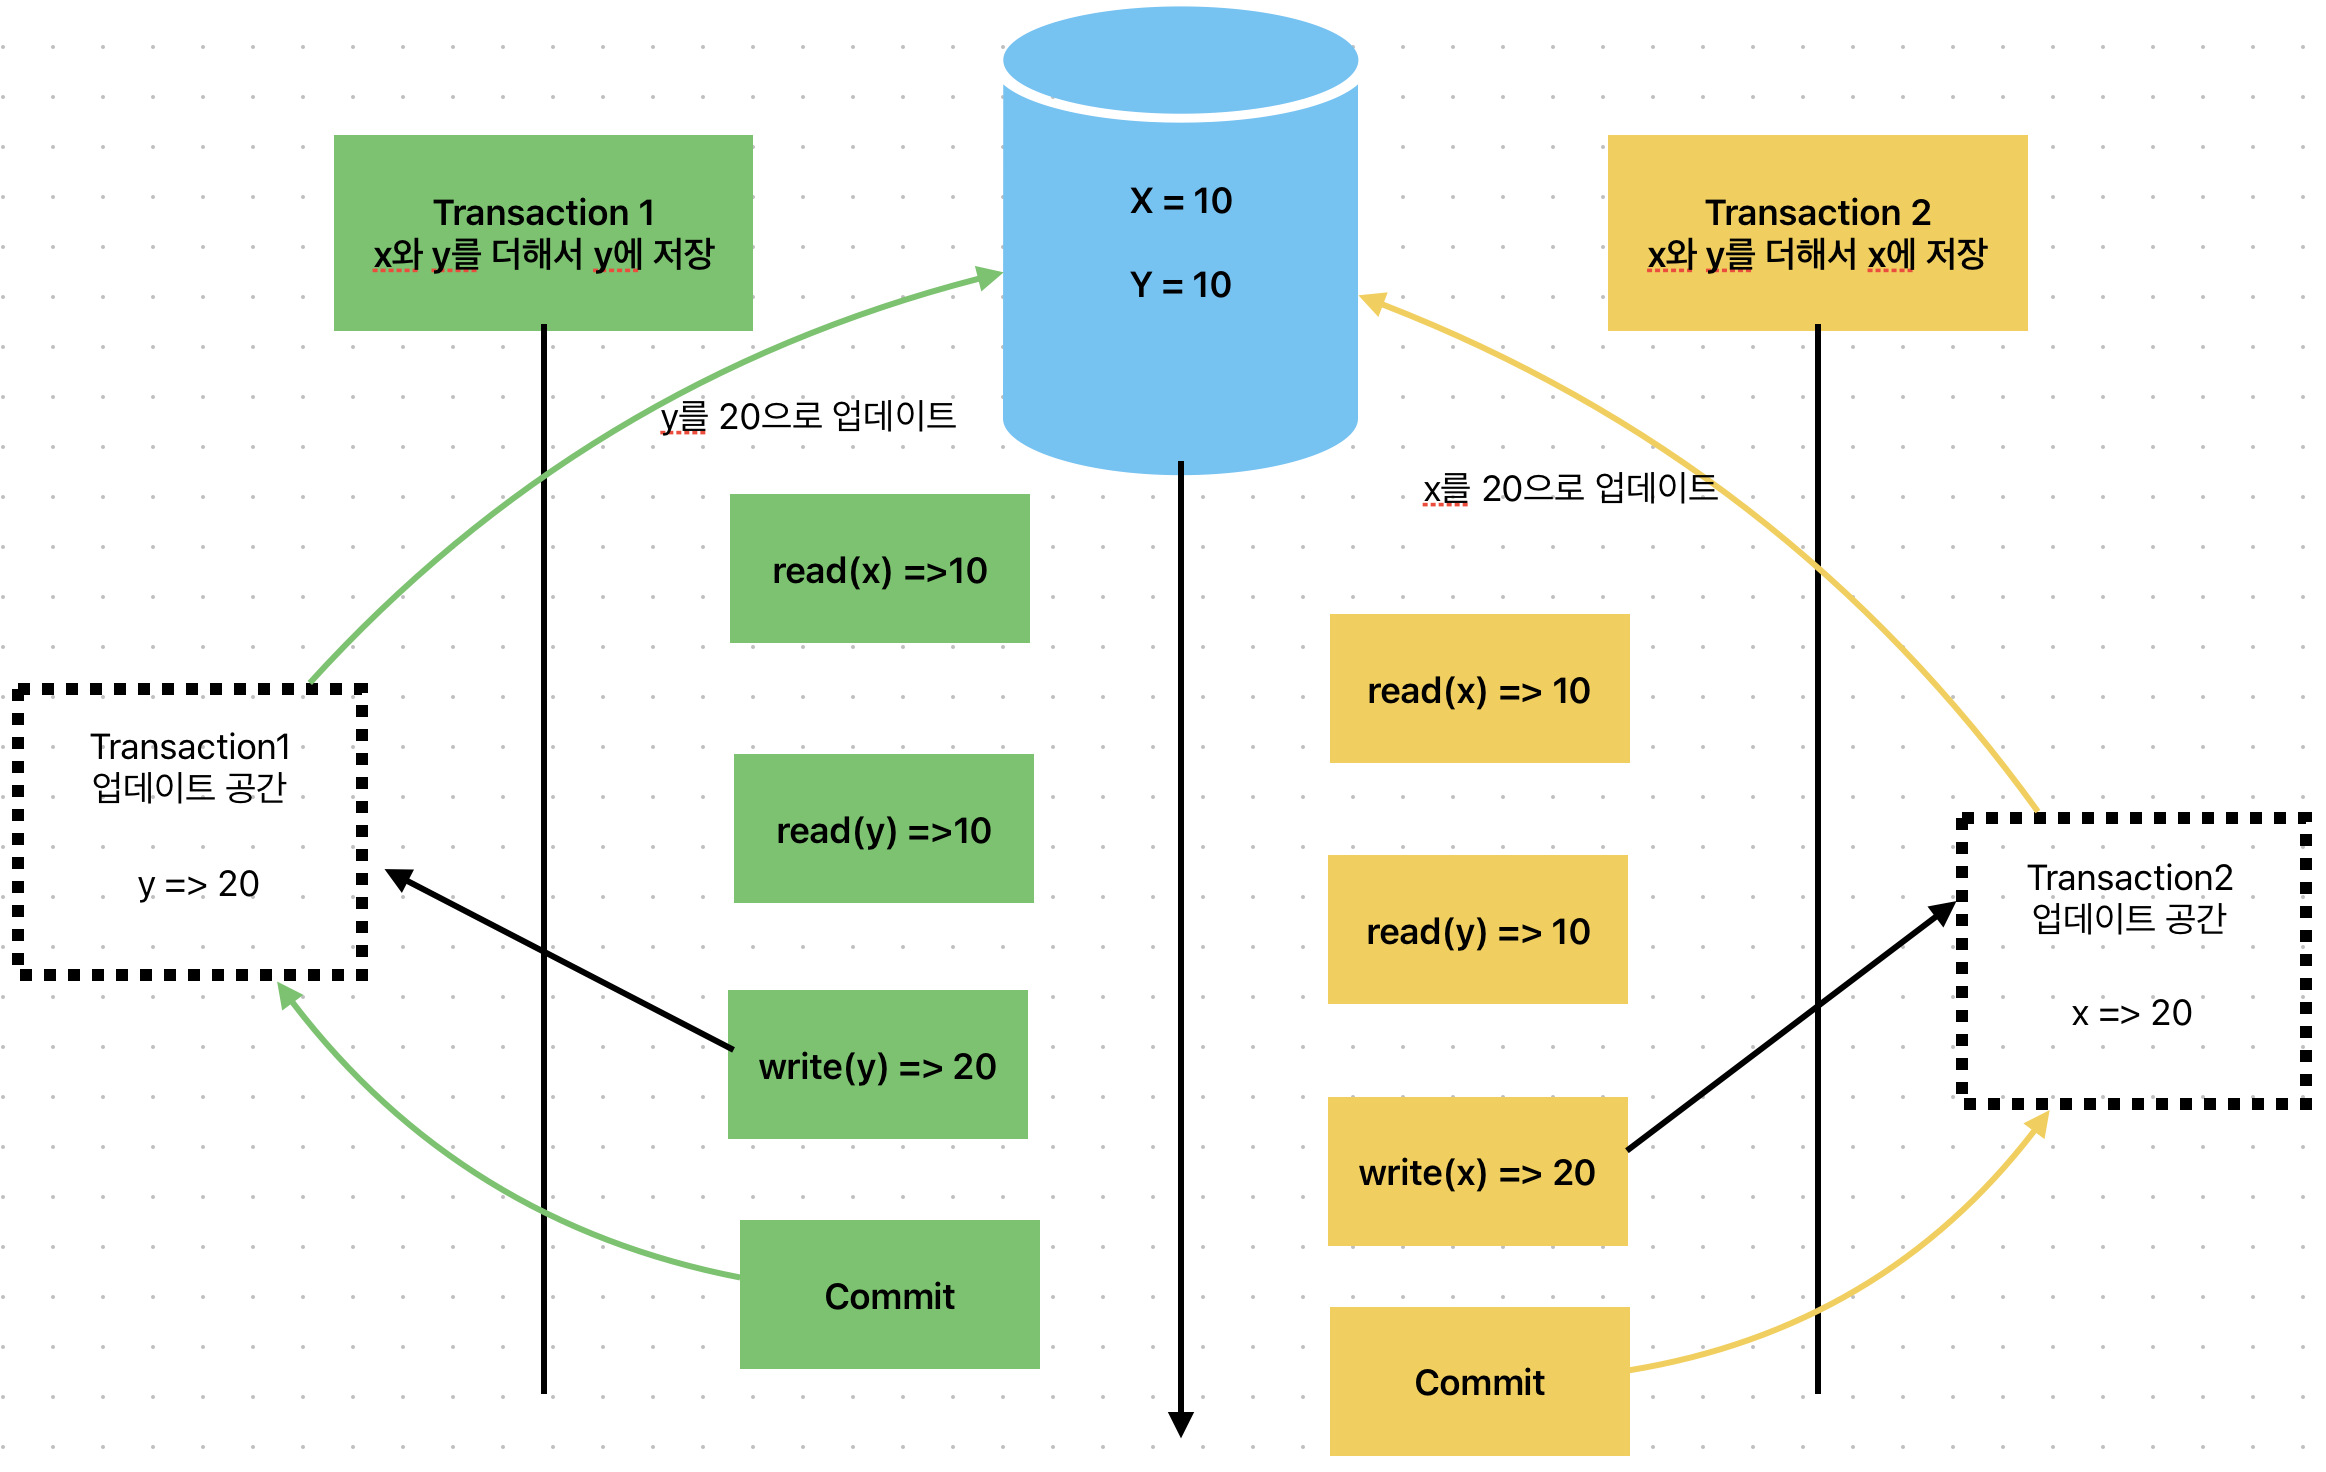 Transaction 1
x와 y를 더해서 y에 저장
X = 10
Y = 10
Transaction 2
x와 y를 더해서 x에 저장
y를 20으로 업데이트
x를 20으로 업데이트
read(x) =>10
read(x) => 10
Transaction1
업데이트 공간
y => 20
read(y) =>10
read(y) => 10
Transaction2
업데이트 공간
x => 20
write(y) => 20
write(x) => 20
Commit
Commit